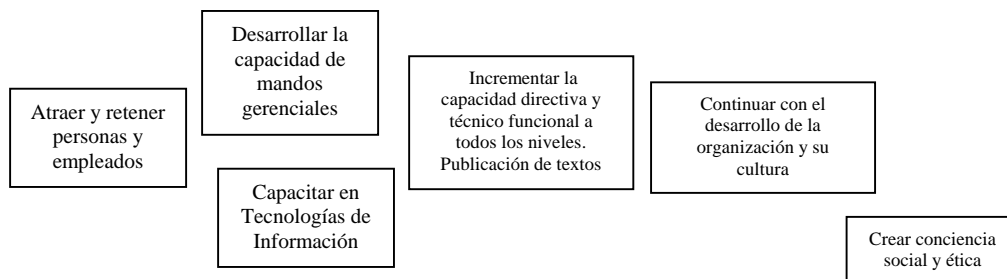 Atraer y retener
personas y
empleados
Desarrollar la
capacidad de
mandos
gerenciales
Capacitar en
Tecnologías de
Información
Incrementar la
capacidad directiva y
técnico funcional a
todos los niveles.
Publicación de textos
Continuar con el
desarrollo de la
organización y su
cultura
Crear conciencia
social y ética